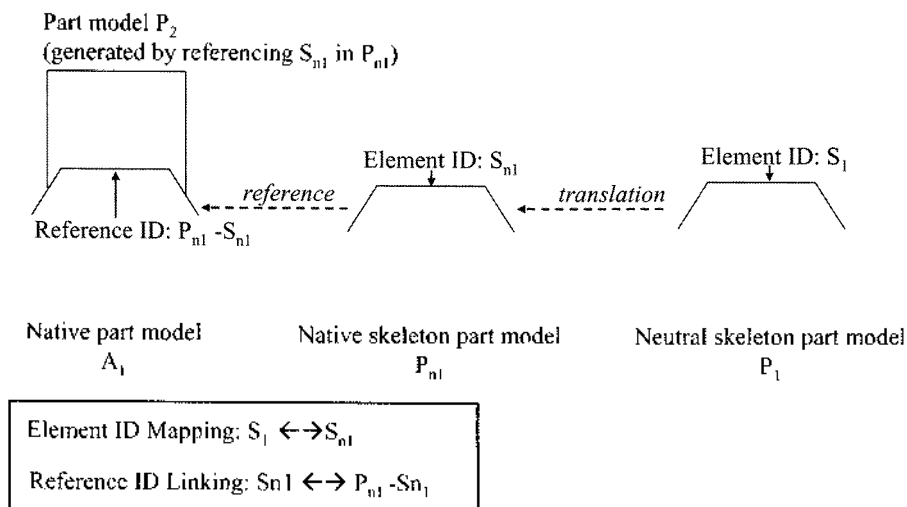 Part model P₂
(generated by referencing Sₙ₁ in Pₙ₁)
Element ID: Sₙ₁
Element ID: S₁
reference
translation
Reference ID: Pₙ₁ -Sₙ₁
Native part model
A₁
Native skeleton part model
Pₙ₁
Neutral skeleton part model
P₁
Element ID Mapping: S₁ ←→Sₙ₁
Reference ID Linking: Sn1 ←→ Pₙ₁ -Sn₁